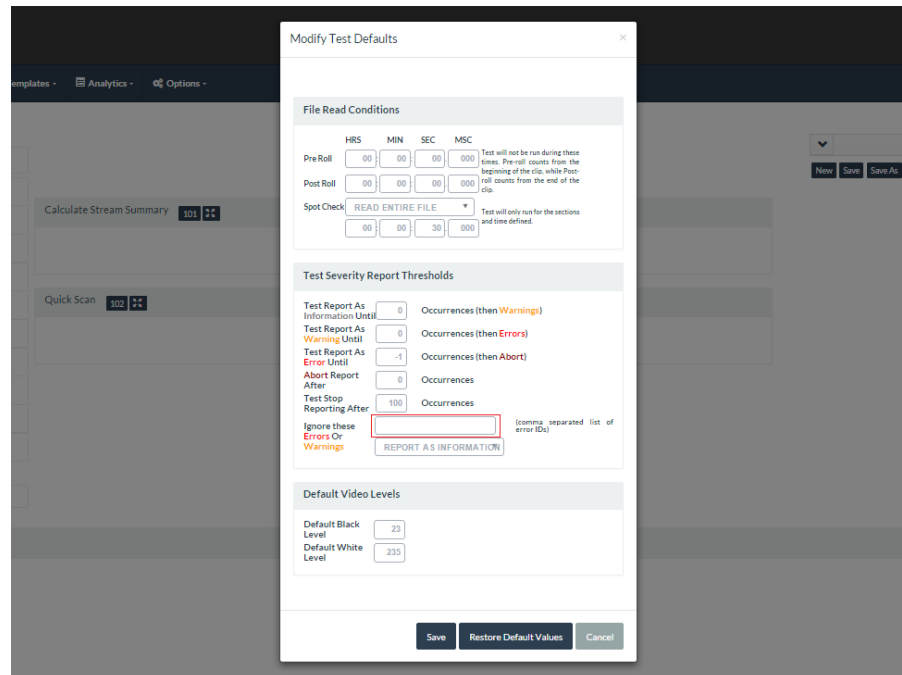 Modify Test Defaults ×
emplates - Analytics - Options -
File Read Conditions
HRS MIN SEC MSC
Pre Roll 00 : 00 : 00 . 000
Test will not be run during these
times. Pre-roll counts from the
beginning of the clip, while Post-
roll counts from the end of the
clip.
Post Roll 00 : 00 : 00 . 000
Spot Check READ ENTIRE FILE
Test will only run for the sections
and time defined.
00 : 00 : 30 . 000
New Save Save As
Calculate Stream Summary 101
Quick Scan 102
Test Severity Report Thresholds
Test Report As
Information Until 0 Occurrences (then Warnings)
Test Report As
Warning Until 0 Occurrences (then Errors)
Test Report As
Error Until -1 Occurrences (then Abort)
Abort Report
After 0 Occurrences
Test Stop
Reporting After 100 Occurrences
Ignore these
Errors Or
Warnings
(comma separated list of
error IDs)
REPORT AS INFORMATION
Default Video Levels
Default Black
Level 23
Default White
Level 235
Save Restore Default Values Cancel